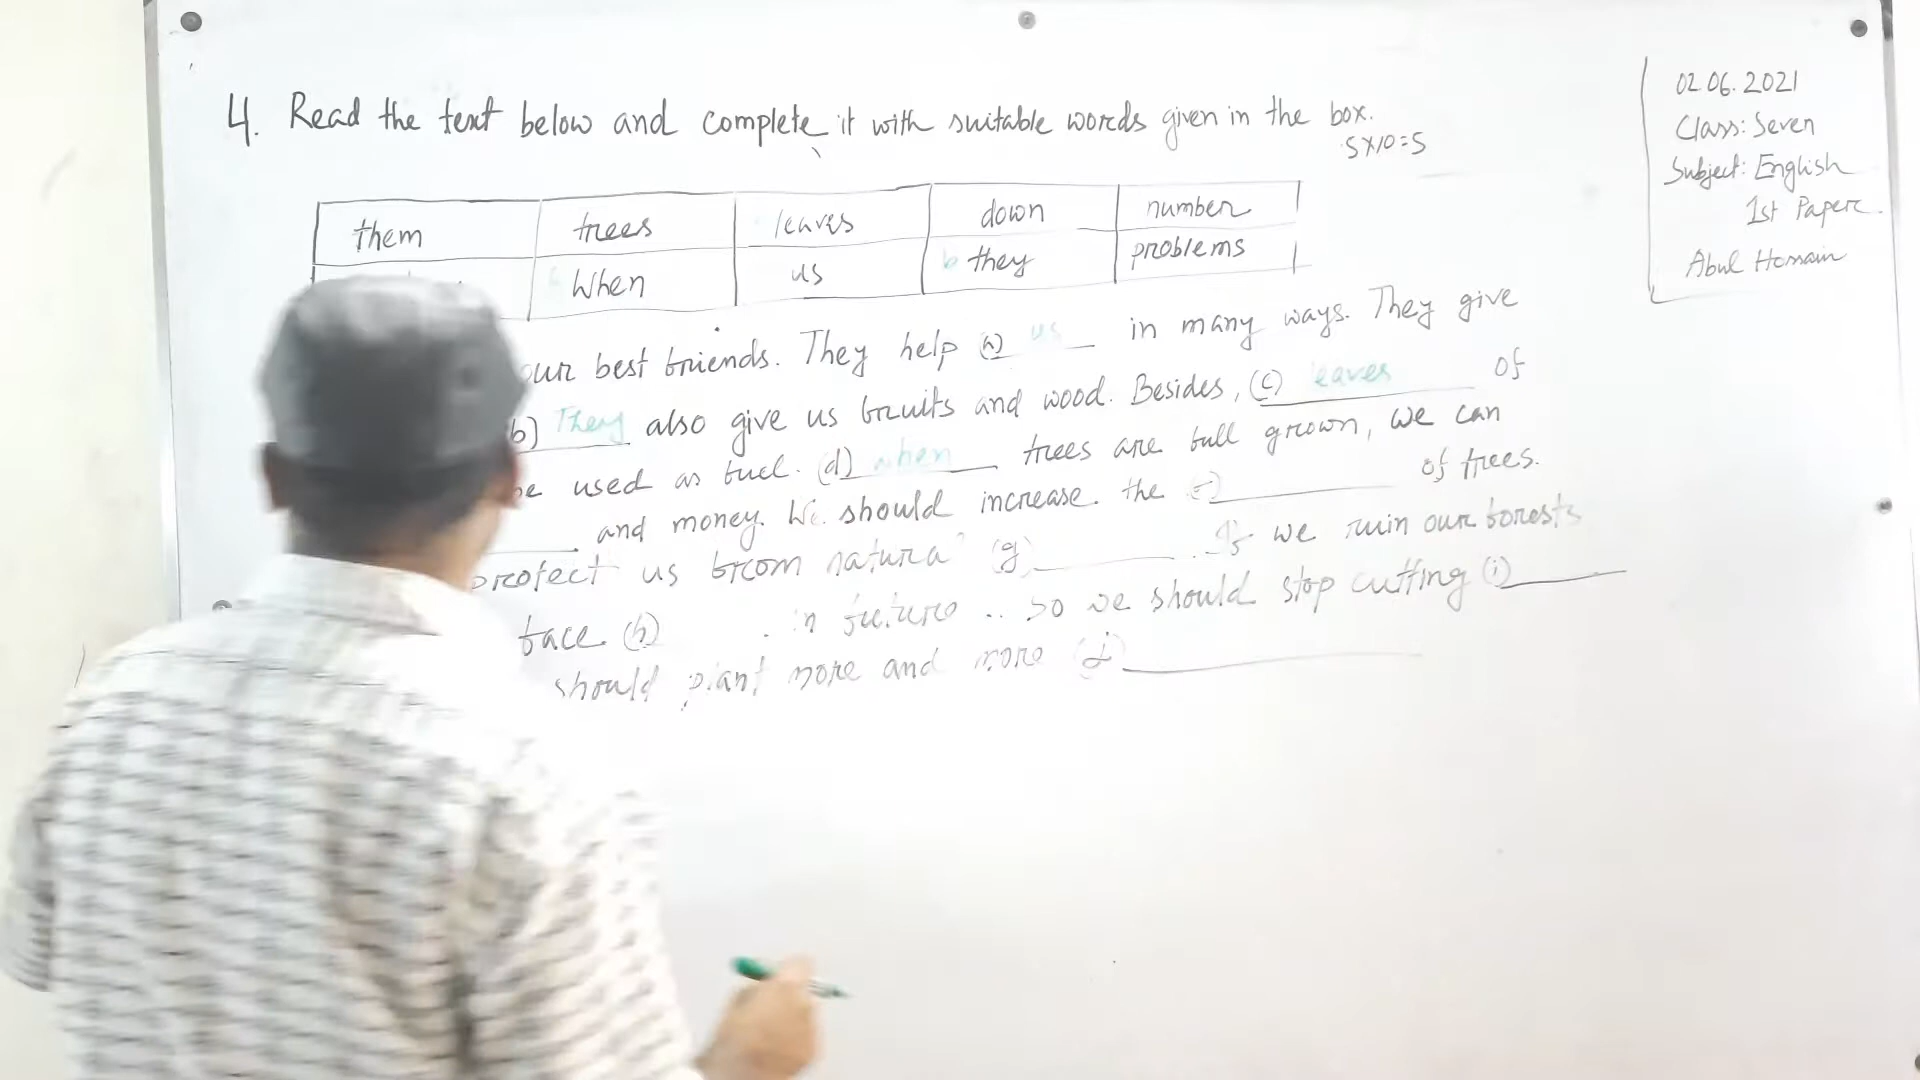 4. Read the text below and complete it with suitable words given in the box.
5x10=5
them trees leaves down number
When us they problems
our best friends. They help (a) us in many ways. They give
b) They also give us fruits and wood. Besides, (c) leaves of
be used as fuel. (d) when trees are full grown, we can
and money. We should increase the of trees.
protect us from natura (g) If we ruin our forests
face (h) in future .. so we should stop cutting (i)
should plant more and more (j)
02.06.2021
Class: Seven
Subject: English
1st Paper
Abul Hossain